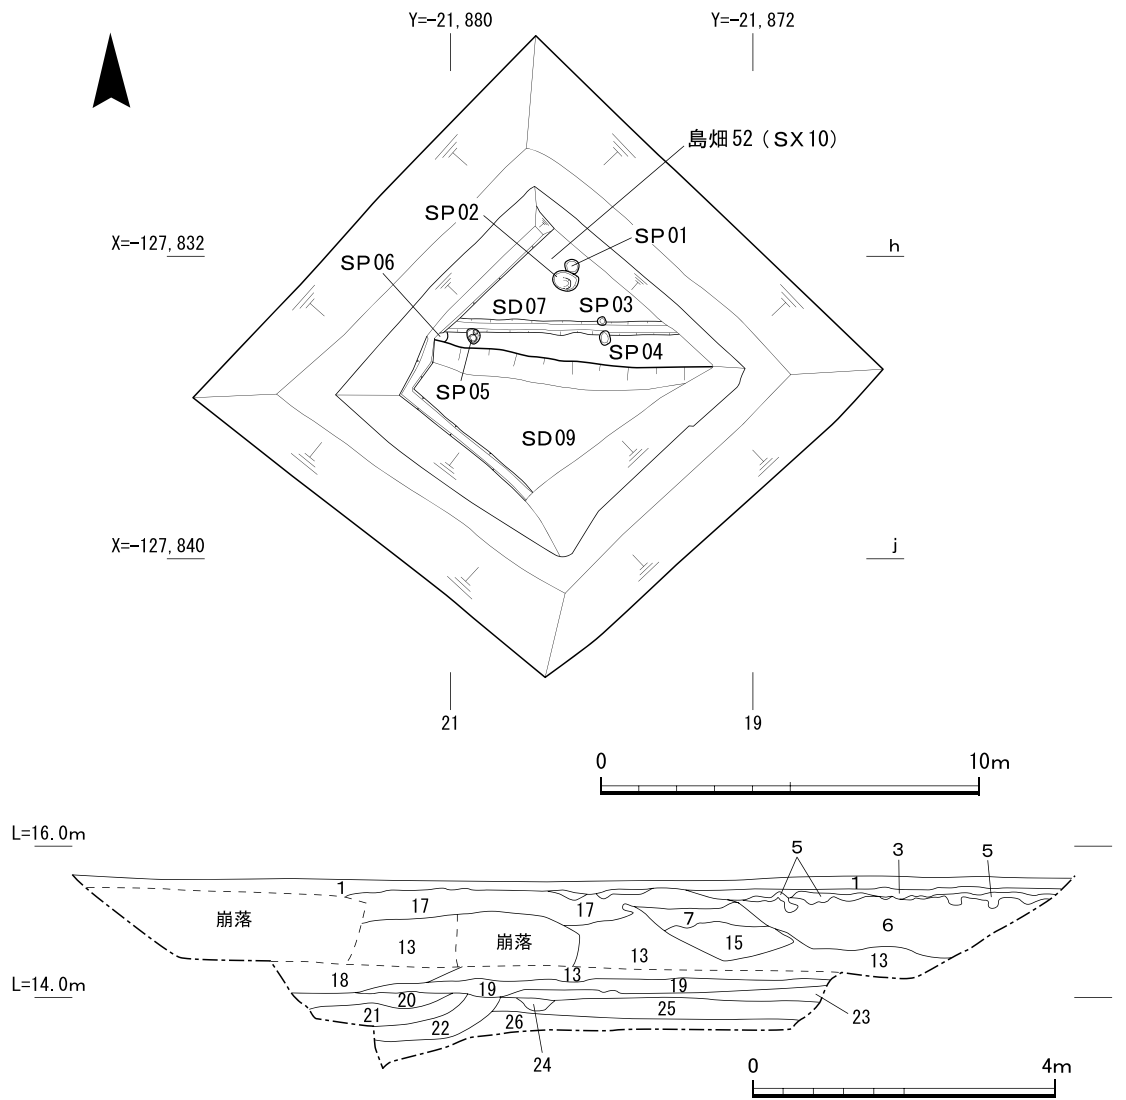 Y=-21,880
Y=-21,872
島畑52（SX10）
SP02
SP01
X=-127,832
h
SP06
SD07
SP03
SP04
SP05
SD09
X=-127,840
j
21
19
0
10m
L=16.0m
5
3
5
1
1
17
17
7
6
崩落
13
崩落
13
15
13
18
13
L=14.0m
19
19
20
21
22
25
23
26
24
0
4m